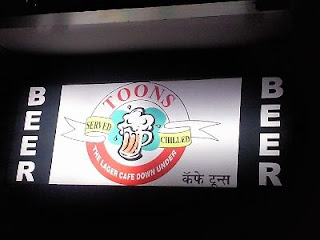 BEER
TOONS
SERVED
CHILLED
THE LAGER CAFE DOWN UNDER
कॅफे टून्स
BEER